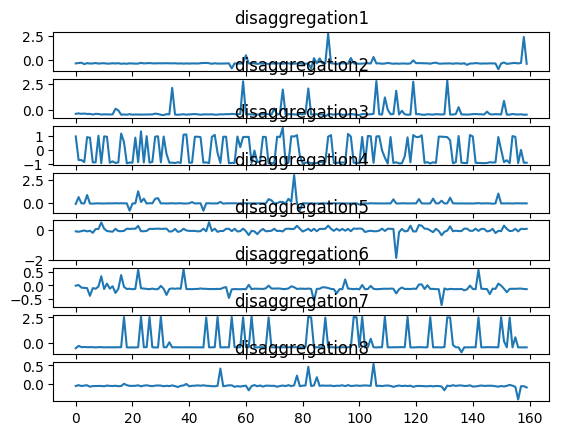 disaggregation1
2.5
0.0
disaggregation2
2.5
0.0
disaggregation3
1
0
−1
disaggregation4
2.5
0.0
disaggregation5
0
−2
disaggregation6
0.5
0.0
−0.5
disaggregation7
2.5
0.0
disaggregation8
0.5
0.0
0 20 40 60 80 100 120 140 160